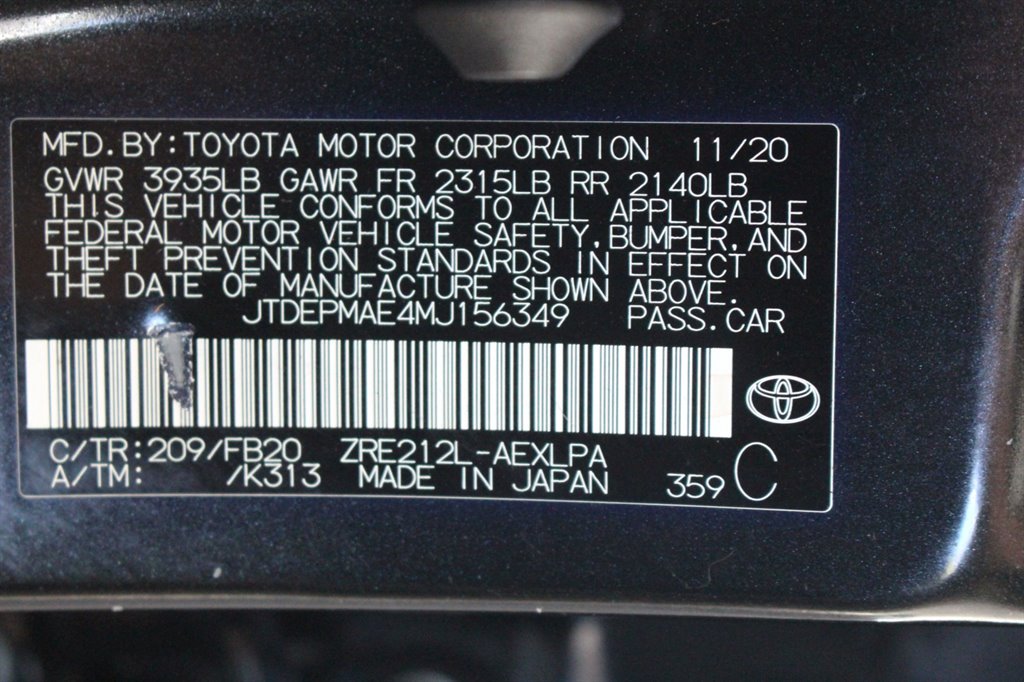 MFD.BY:TOYOTA MOTOR CORPORATION 11/20
GVWR 3935LB GAWR FR 2315LB RR 2140LB
THIS VEHICLE CONFORMS TO ALL APPLICABLE
FEDERAL MOTOR VEHICLE SAFETY,BUMPER,AND
THEFT PREVENTION STANDARDS IN EFFECT ON
THE DATE OF MANUFACTURE SHOWN ABOVE.
JTDEPMAE4MJ156349 PASS.CAR
C/TR:209/FB20 ZRE212L-AEXLPA
A/TM: /K313 MADE IN JAPAN 359 C